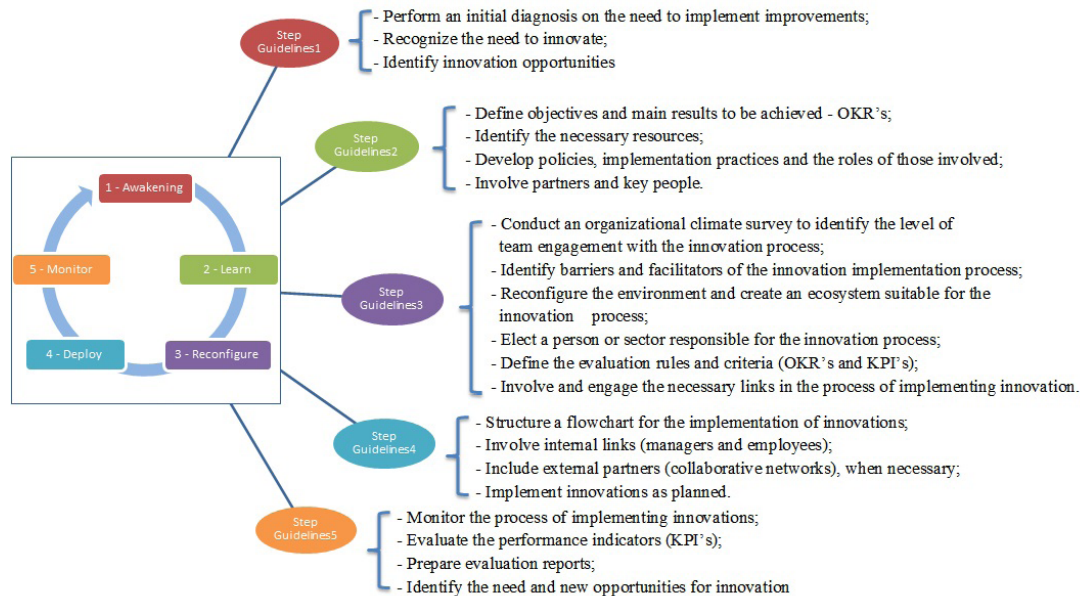 Step
Guidelines1
- Perform an initial diagnosis on the need to implement improvements;
- Recognize the need to innovate;
- Identify innovation opportunities
Step
Guidelines2
- Define objectives and main results to be achieved - OKR's;
- Identify the necessary resources;
- Develop policies, implementation practices and the roles of those involved;
- Involve partners and key people.
1 - Awakening
5 - Monitor
2 - Learn
4 - Deploy
3 - Reconfigure
Step
Guidelines3
- Conduct an organizational climate survey to identify the level of
team engagement with the innovation process;
- Identify barriers and facilitators of the innovation implementation process;
- Reconfigure the environment and create an ecosystem suitable for the
innovation process;
- Elect a person or sector responsible for the innovation process;
- Define the evaluation rules and criteria (OKR's and KPI's);
- Involve and engage the necessary links in the process of implementing innovation.
Step
Guidelines4
- Structure a flowchart for the implementation of innovations;
- Involve internal links (managers and employees);
- Include external partners (collaborative networks), when necessary;
- Implement innovations as planned.
Step
Guidelines5
- Monitor the process of implementing innovations;
- Evaluate the performance indicators (KPI's);
- Prepare evaluation reports;
- Identify the need and new opportunities for innovation